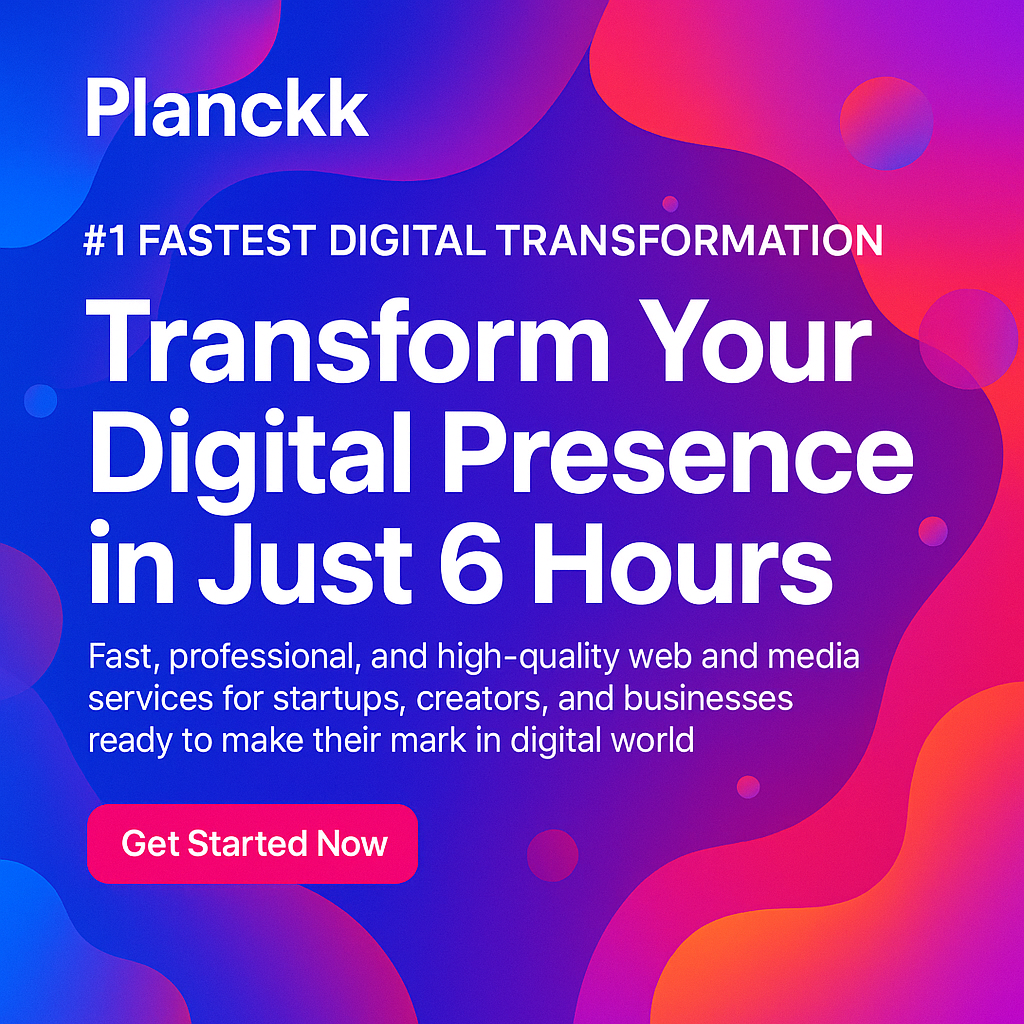 Planckk
#1 FASTEST DIGITAL TRANSFORMATION
Transform Your
Digital Presence
in Just 6 Hours
Fast, professional, and high-quality web and media
services for startups, creators, and businesses
ready to make their mark in digital world
Get Started Now